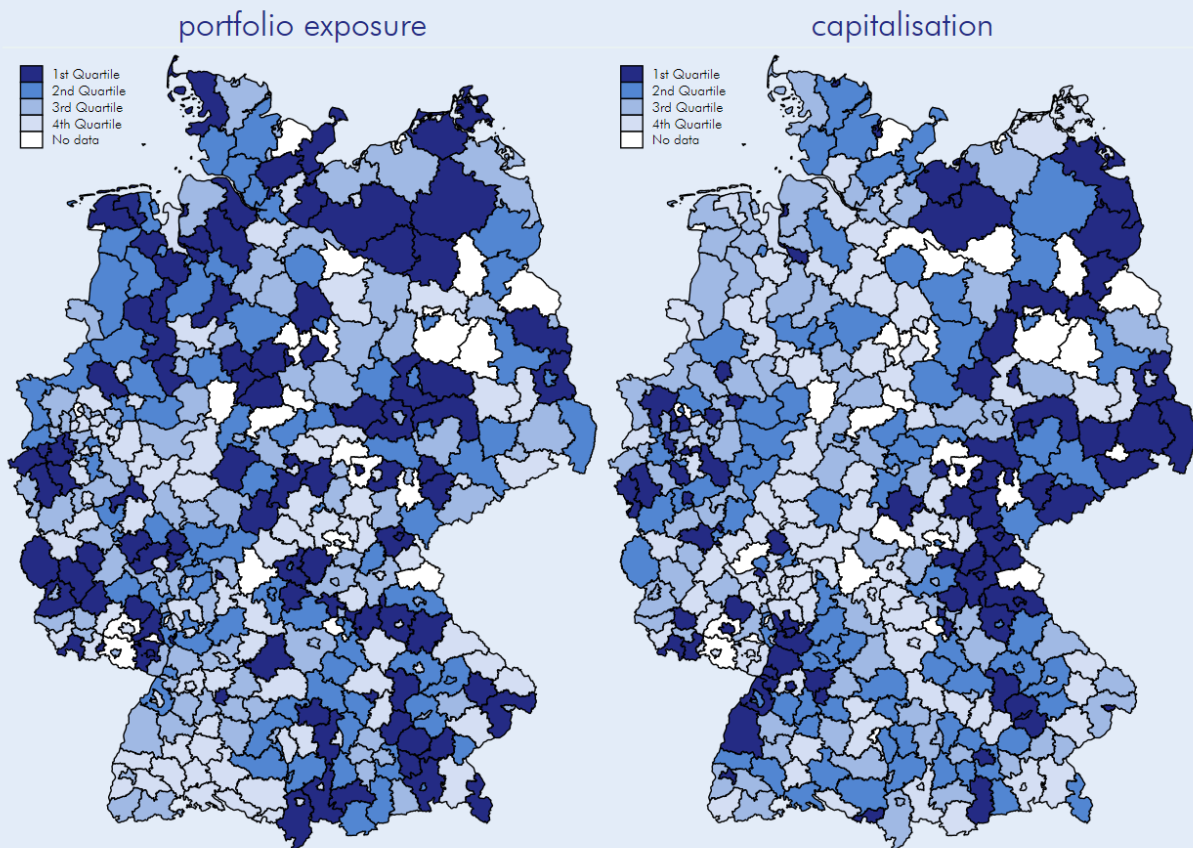 portfolio exposure
1st Quartile
2nd Quartile
3rd Quartile
4th Quartile
No data
capitalisation
1st Quartile
2nd Quartile
3rd Quartile
4th Quartile
No data